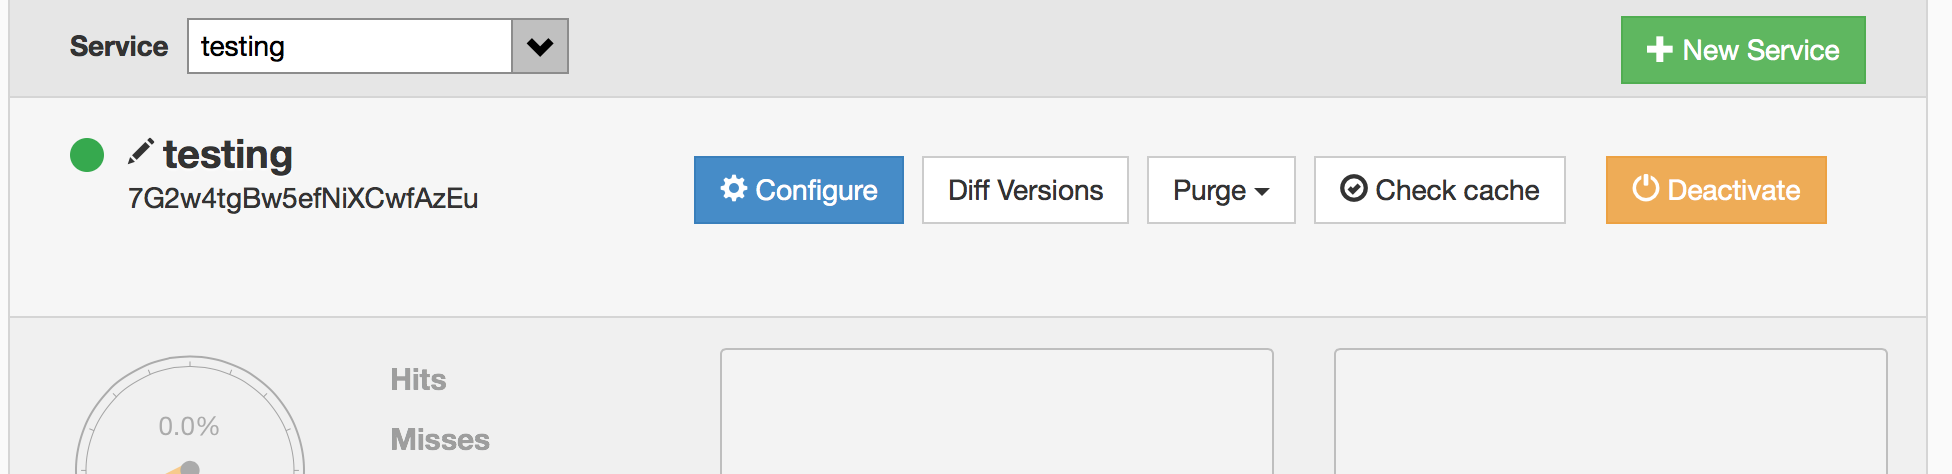 Service testing New Service
testing
7G2w4tgBw5efNiXCwfAzEu
Configure Diff Versions Purge Check cache Deactivate
Hits
0.0%
Misses